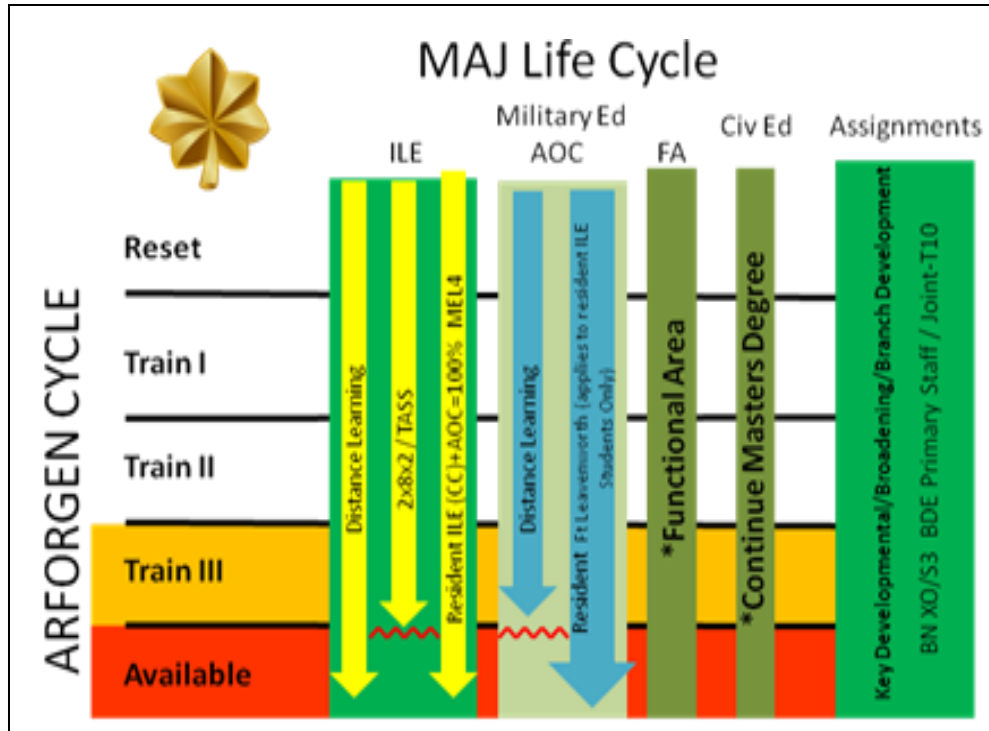 MAJ Life Cycle
Military Ed
Civ Ed
Assignments
ILE
AOC
FA
ARFORGEN CYCLE
Reset
Train I
Train II
Train III
Available
Distance Learning
2x8x2 / TASS
Resident ILE (CC)+AOC=100% MEL4
Distance Learning
Resident Ft Leavenworth (applies to resident ILE
Students Only)
*Functional Area
*Continue Masters Degree
Key Developmental/Broadening/Branch Development
BN XO/S3 BDE Primary Staff / Joint-T10